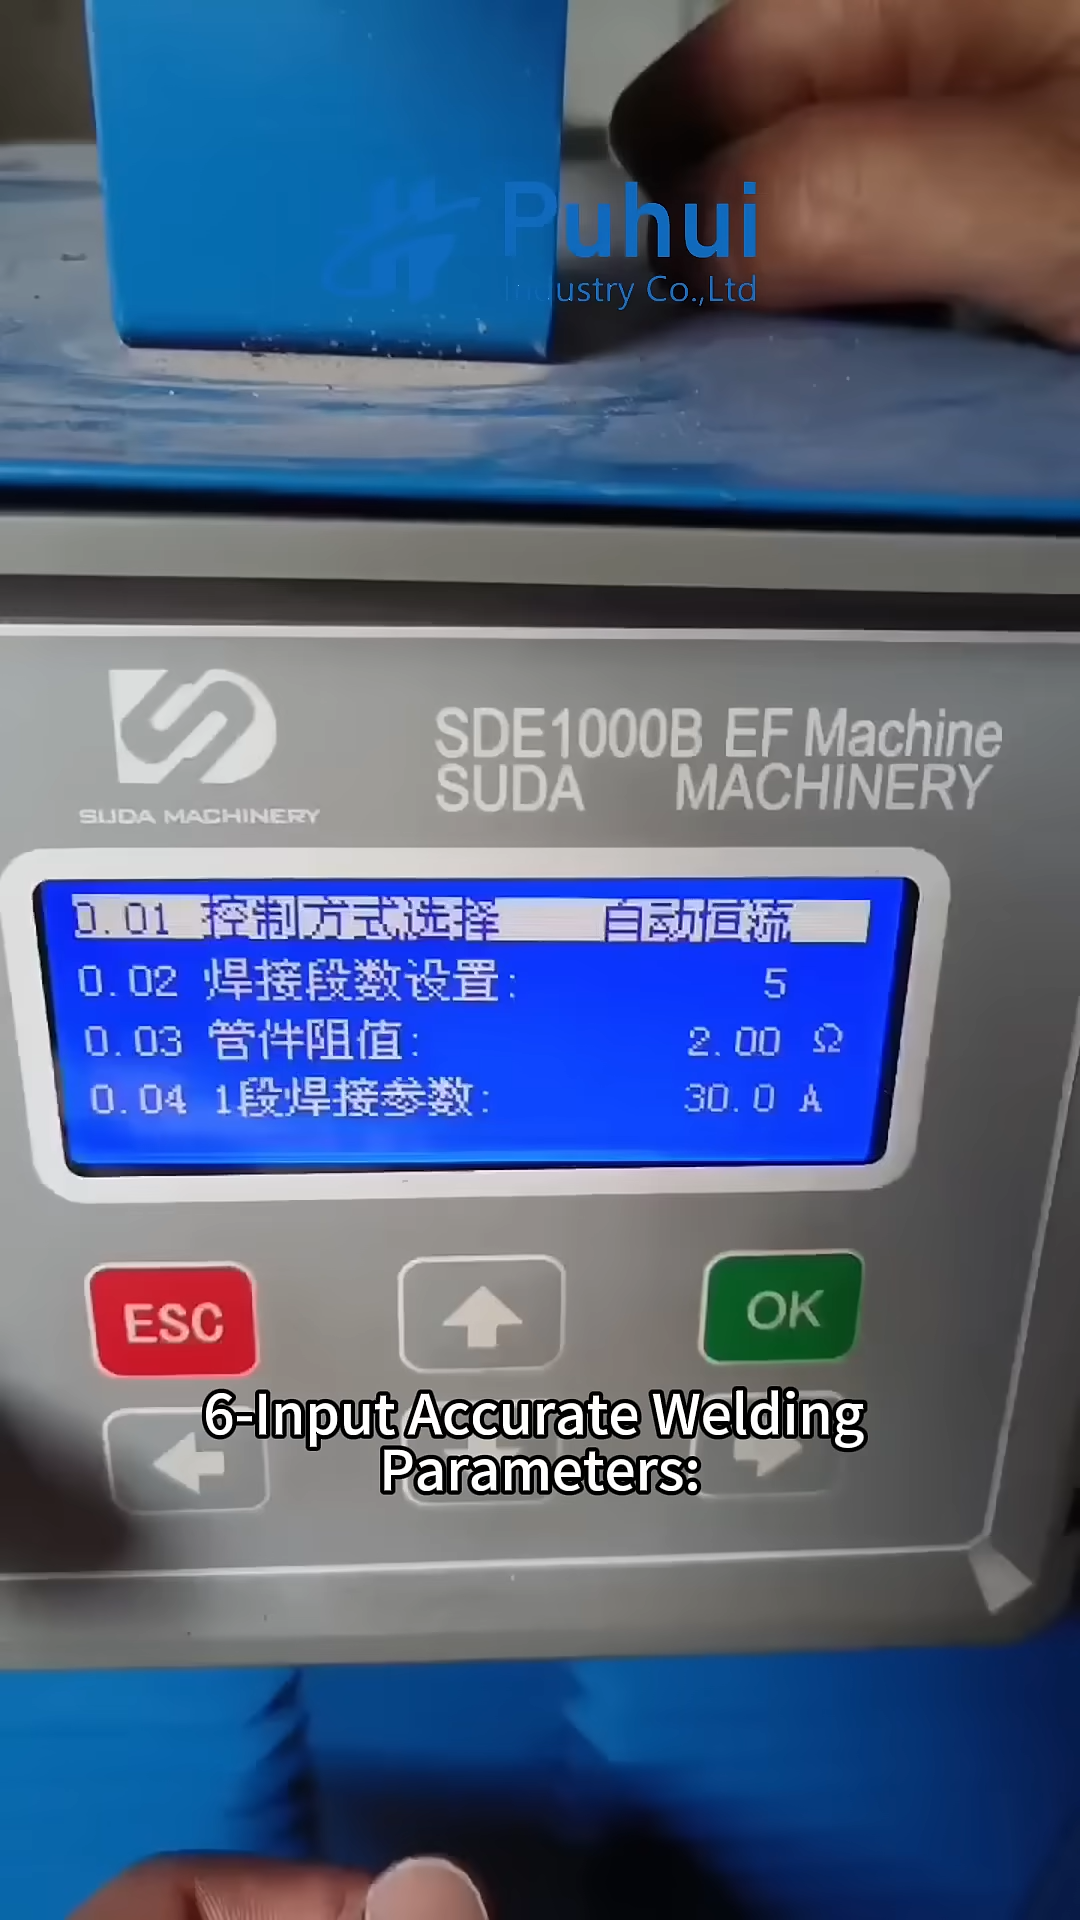 Puhui
Industry Co.,Ltd
SDE1000B EF Machine
SUDA MACHINERY
SUDA MACHINERY
0.01 控制方式选择 自动恒流
0.02 焊接段数设置: 5
0.03 管件阻值: 2.00 Ω
0.04 1段焊接参数: 30.0 A
ESC
OK
6-Input Accurate Welding
Parameters: